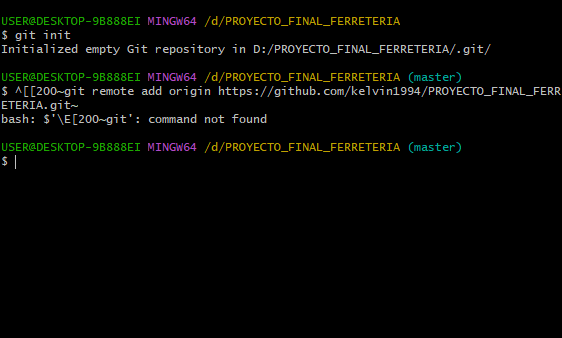 USER@DESKTOP-9B888EI MINGW64 /d/PROYECTO_FINAL_FERRETERIA
$ git init
Initialized empty Git repository in D:/PROYECTO_FINAL_FERRETERIA/.git/
USER@DESKTOP-9B888EI MINGW64 /d/PROYECTO_FINAL_FERRETERIA (master)
$ ^[[200~git remote add origin https://github.com/kelvin1994/PROYECTO_FINAL_FERR
ETERIA.git~
bash: $'\E[200~git': command not found
USER@DESKTOP-9B888EI MINGW64 /d/PROYECTO_FINAL_FERRETERIA (master)
$